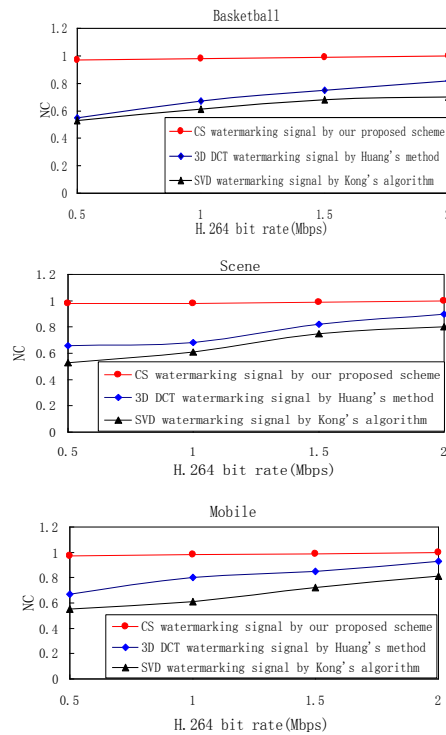 Basketball
1.2
1
0.8
0.6
0.4
0.2
0
NC
CS watermarking signal by our proposed scheme
3D DCT watermarking signal by Huang's method
SVD watermarking signal by Kong's algorithm
0.5 1 1.5 2
H.264 bit rate(Mbps)
Scene
1.2
1
0.8
0.6
0.4
0.2
0
NC
CS watermarking signal by our proposed scheme
3D DCT watermarking signal by Huang's method
SVD watermarking signal by Kong's algorithm
0.5 1 1.5 2
H.264 bit rate(Mbps)
Mobile
1.2
1
0.8
0.6
0.4
0.2
0
NC
CS watermarking signal by our proposed scheme
3D DCT watermarking signal by Huang's method
SVD watermarking signal by Kong's algorithm
0.5 1 1.5 2
H.264 bit rate(Mbps)